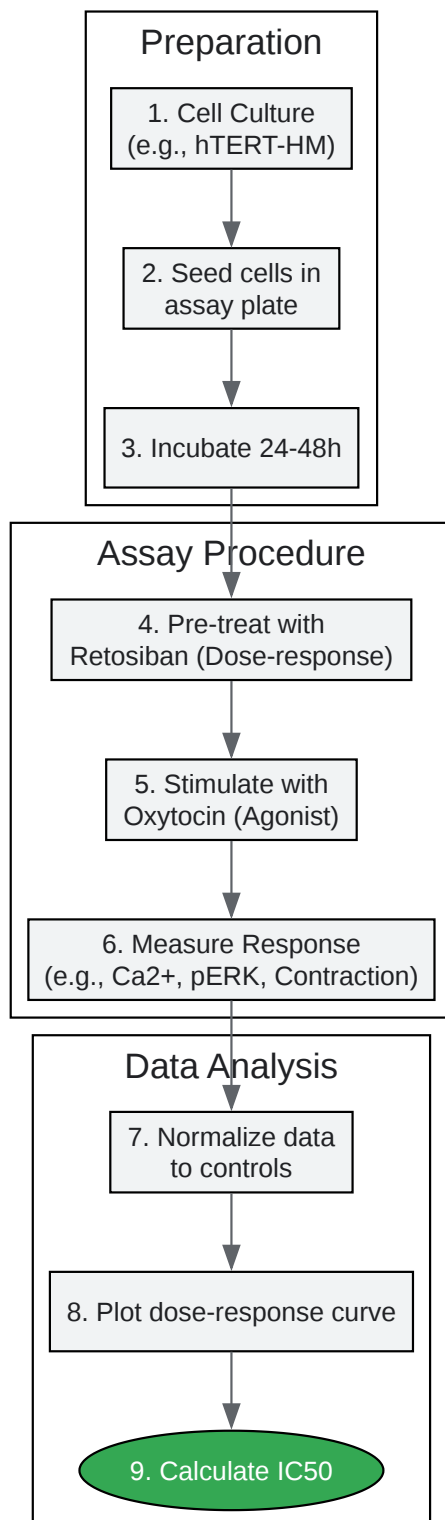 Preparation
1. Cell Culture
(e.g., hTERT-HM)
2. Seed cells in
assay plate
3. Incubate 24-48h
Assay Procedure
4. Pre-treat with
Retosiban (Dose-response)
5. Stimulate with
Oxytocin (Agonist)
6. Measure Response
(e.g., Ca2+, pERK, Contraction)
Data Analysis
7. Normalize data
to controls
8. Plot dose-response curve
9. Calculate IC50